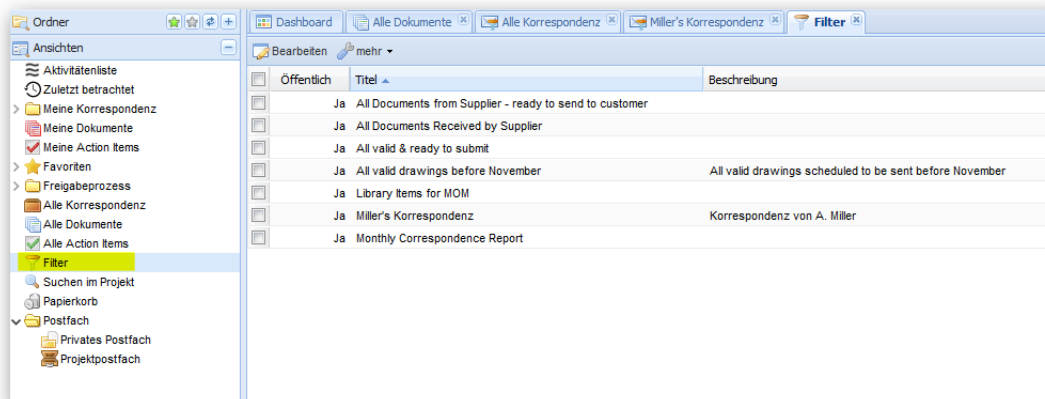 Ordner
Ansichten
Aktivitätenliste
Zuletzt betrachtet
Meine Korrespondenz
Meine Dokumente
Meine Action Items
Favoriten
Freigabeprozess
Alle Korrespondenz
Alle Dokumente
Alle Action Items
Filter
Suchen im Projekt
Papierkorb
Postfach
Privates Postfach
Projektpostfach
Dashboard Alle Dokumente Alle Korrespondenz Miller's Korrespondenz Filter
Bearbeiten mehr
Öffentlich Titel Beschreibung
Ja All Documents from Supplier - ready to send to customer
Ja All Documents Received by Supplier
Ja All valid & ready to submit
Ja All valid drawings before November All valid drawings scheduled to be sent before November
Ja Library Items for MOM
Ja Miller's Korrespondenz Korrespondenz von A. Miller
Ja Monthly Correspondence Report